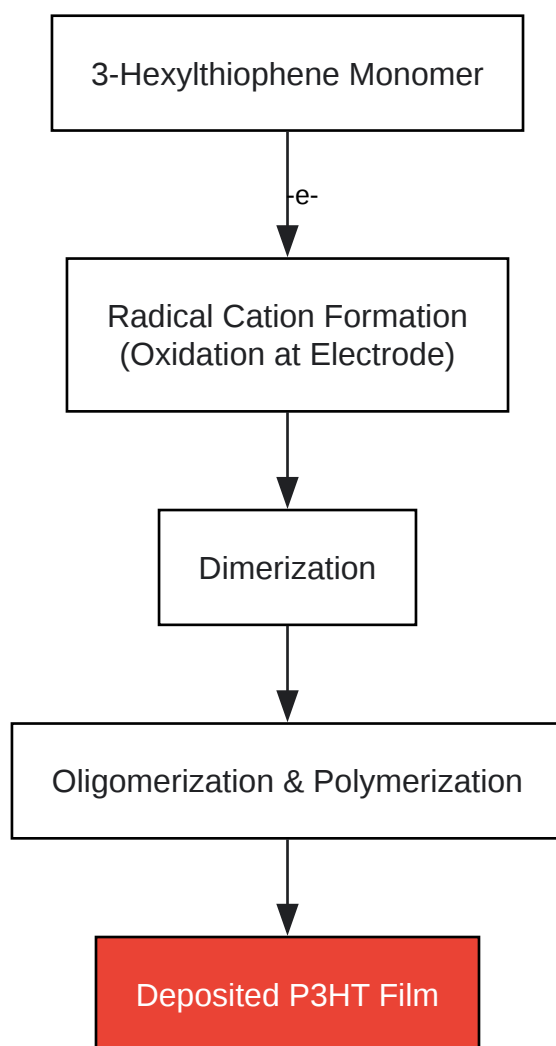 3-Hexylthiophene Monomer
-e-
Radical Cation Formation
(Oxidation at Electrode)
Dimerization
Oligomerization & Polymerization
Deposited P3HT Film